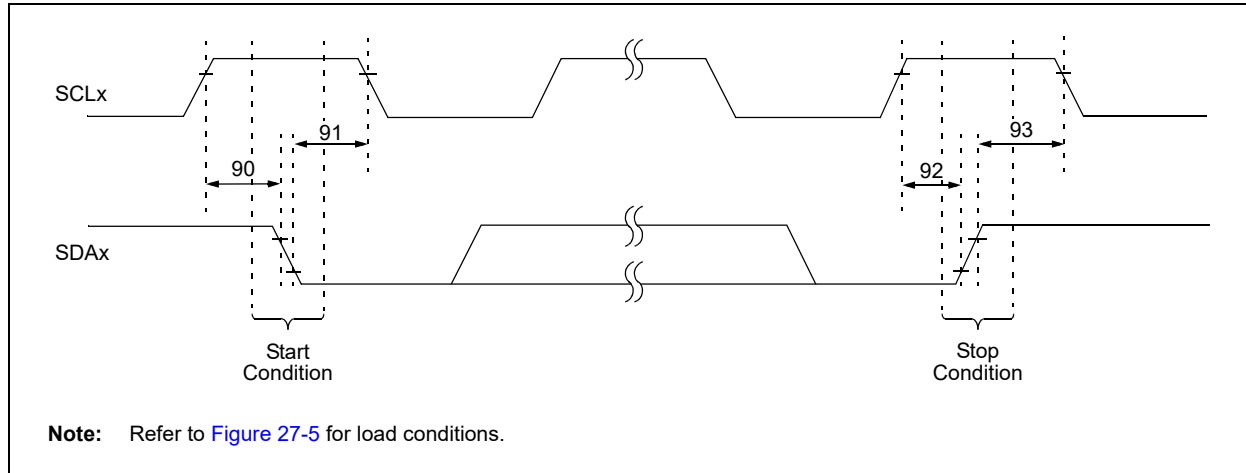 SCLx
91
93
90
92
SDAx
Start
Condition
Stop
Condition
Note: Refer to Figure 27-5 for load conditions.